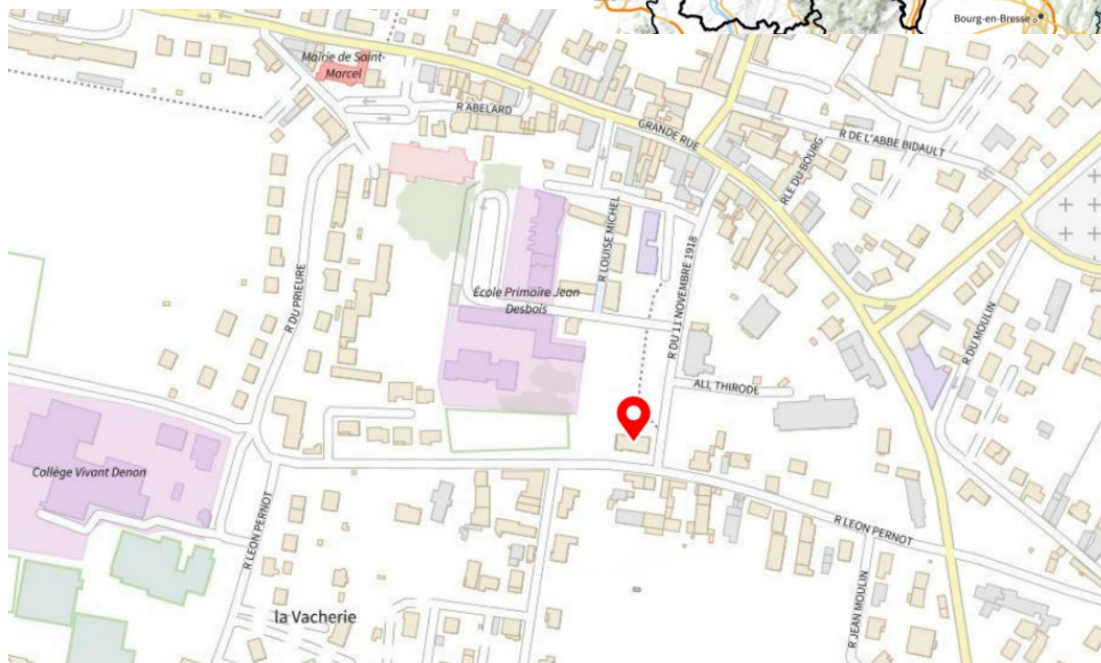 Bourg-en-Bresse
Mairie de Saint-
Marcel
R ABELARD
GRANDE RUE
R DE L'ABBE BIDAULT
RLE DU BOURG
R LOUISE MICHEL
R DU PRIEURE
École Primaire Jean
Desbois
R DU 11 NOVEMBRE 1918
R DU MOULIN
ALL THIRODE
Collège Vivant Denon
R LEON PERNOT
R LEON PERNOT
la Vacherie
R JEAN MOULIN